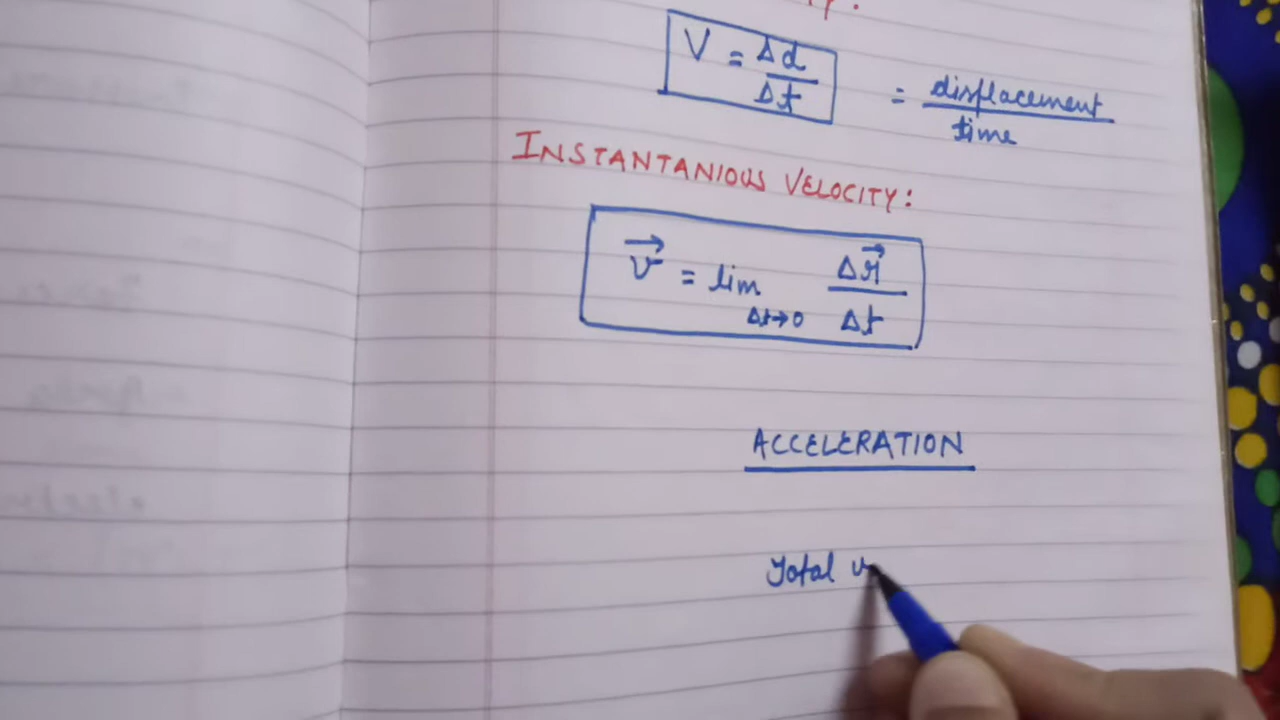 V = Δd / Δt = displacement / time
INSTANTANIOUS VELOCITY:
v⃗ = lim Δt→0 Δr⃗ / Δt
ACCELERATION
Total v